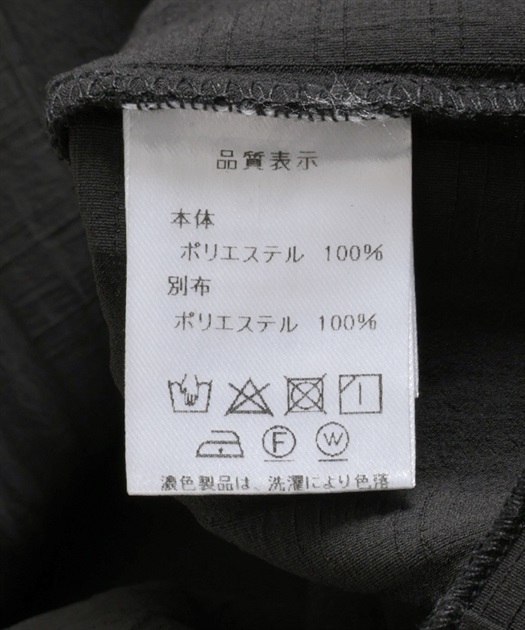 品質表示
本体
ポリエステル 100%
別布
ポリエステル 100%
F W
濃色製品は、洗濯により色落